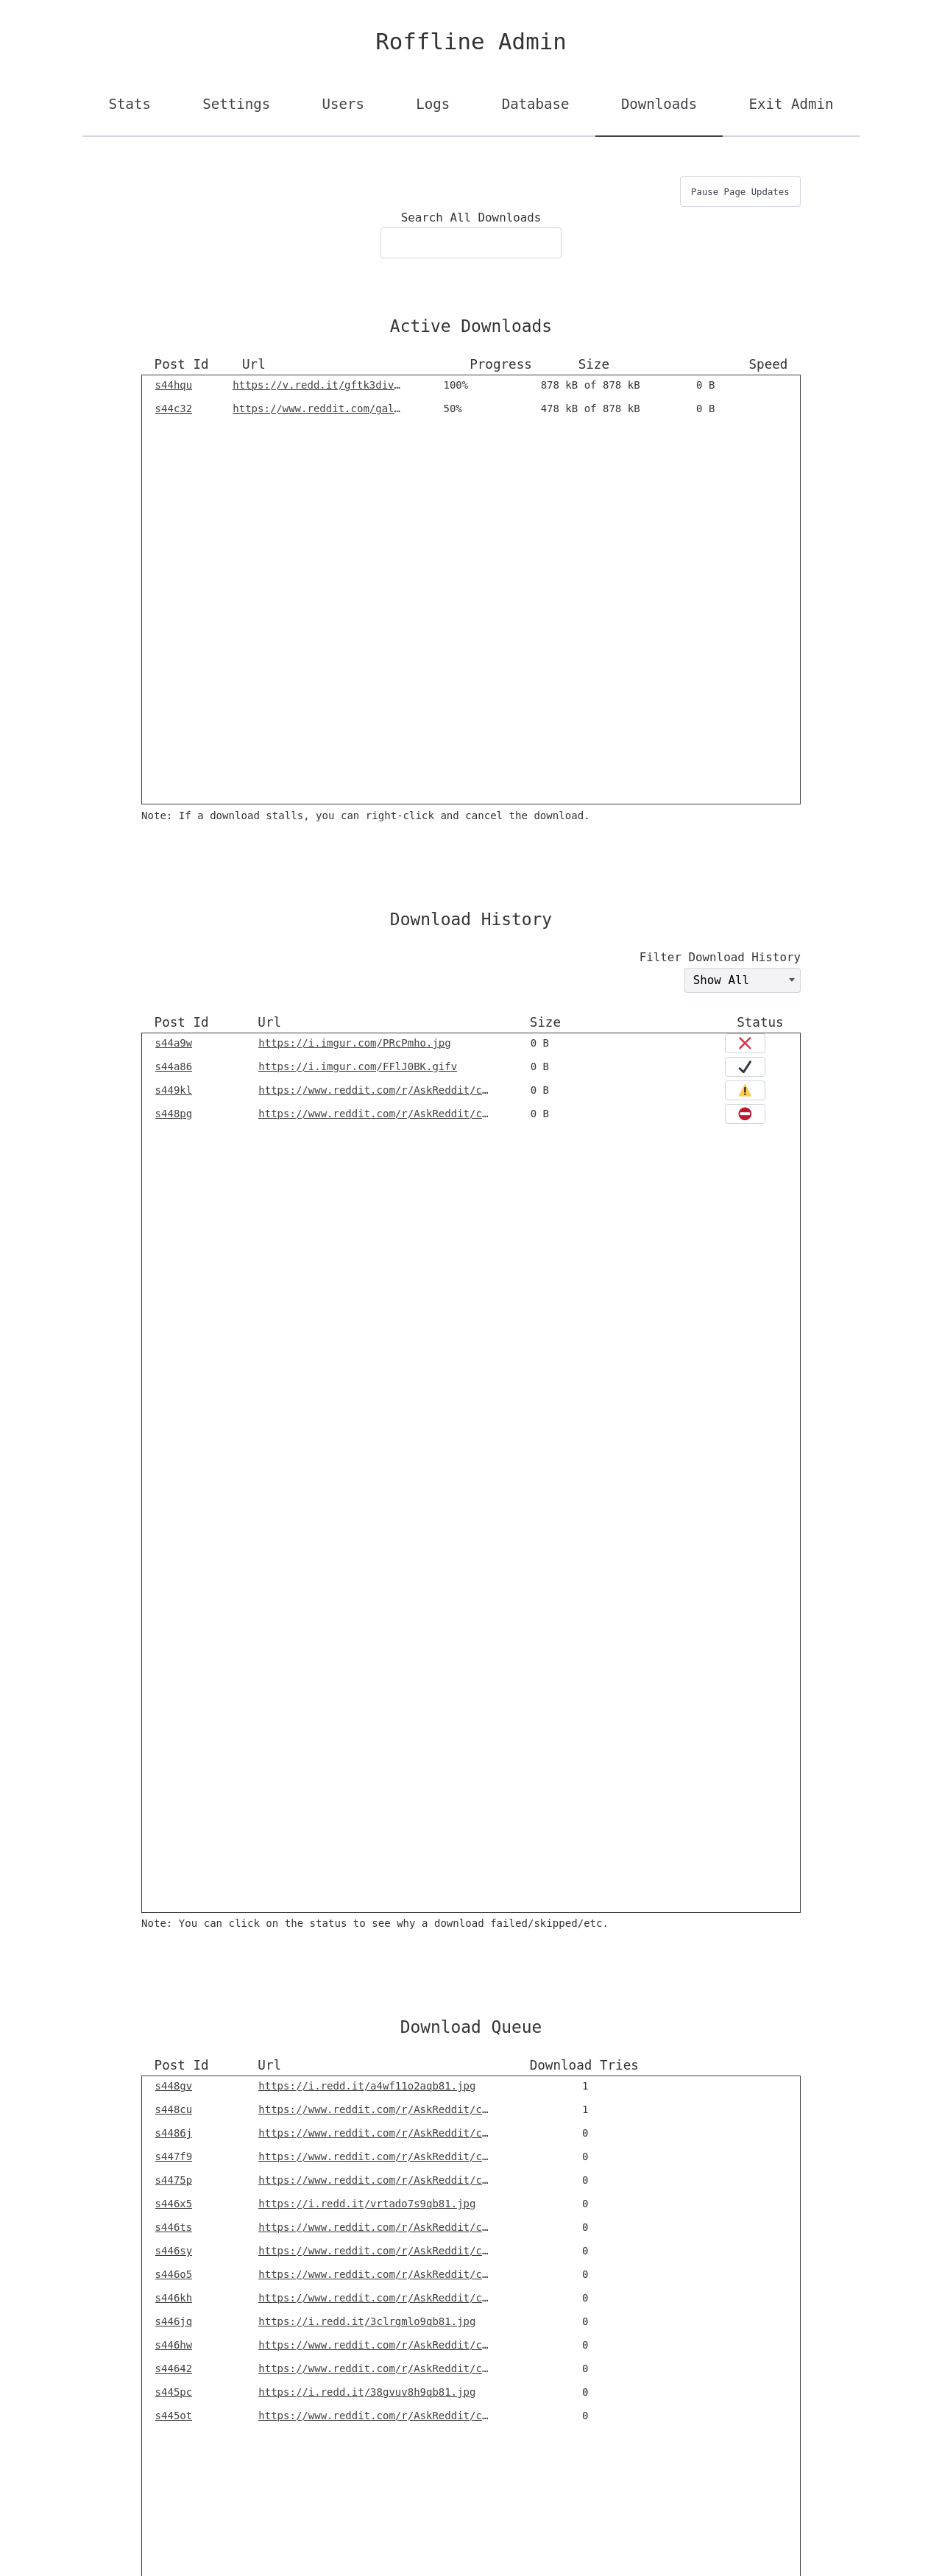 Roffline Admin
Stats Settings Users Logs Database Downloads Exit Admin
Pause Page Updates
Search All Downloads
Active Downloads
Post Id Url Progress Size Speed
s44hqu https://v.redd.it/gftk3div… 100% 878 kB of 878 kB 0 B
s44c32 https://www.reddit.com/gal… 50% 478 kB of 878 kB 0 B
Note: If a download stalls, you can right-click and cancel the download.
Download History
Filter Download History
Show All
Post Id Url Size Status
s44a9w https://i.imgur.com/PRcPmho.jpg 0 B
s44a86 https://i.imgur.com/FFlJ0BK.gifv 0 B
s449kl https://www.reddit.com/r/AskReddit/c… 0 B
s448pg https://www.reddit.com/r/AskReddit/c… 0 B
Note: You can click on the status to see why a download failed/skipped/etc.
Download Queue
Post Id Url Download Tries
s448gv https://i.redd.it/a4wf11o2aqb81.jpg 1
s448cu https://www.reddit.com/r/AskReddit/c… 1
s4486j https://www.reddit.com/r/AskReddit/c… 0
s447f9 https://www.reddit.com/r/AskReddit/c… 0
s4475p https://www.reddit.com/r/AskReddit/c… 0
s446x5 https://i.redd.it/vrtado7s9qb81.jpg 0
s446ts https://www.reddit.com/r/AskReddit/c… 0
s446sy https://www.reddit.com/r/AskReddit/c… 0
s446o5 https://www.reddit.com/r/AskReddit/c… 0
s446kh https://www.reddit.com/r/AskReddit/c… 0
s446jq https://i.redd.it/3clrgmlo9qb81.jpg 0
s446hw https://www.reddit.com/r/AskReddit/c… 0
s44642 https://www.reddit.com/r/AskReddit/c… 0
s445pc https://i.redd.it/38gvuv8h9qb81.jpg 0
s445ot https://www.reddit.com/r/AskReddit/c… 0